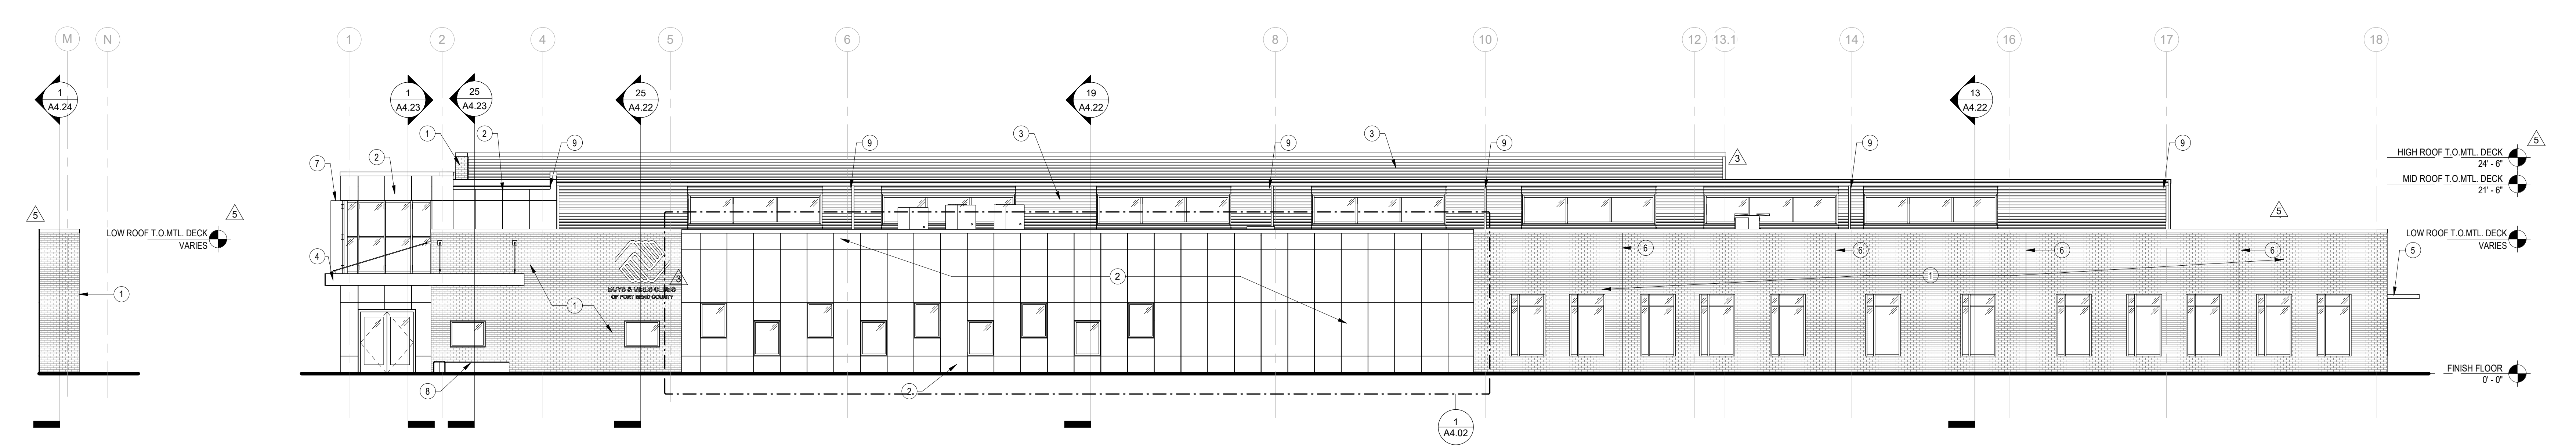 M N 1 2 4 5 6 8 10 12 13.1 14 16 17 18
1 1 25 25 19 13
A4.24 A4.23 A4.23 A4.22 A4.22 A4.22
1 2 9 9 3 9 3 9 9 9
7 2 3 5
HIGH ROOF T.O.MTL. DECK
24' - 6"
MID ROOF T.O.MTL. DECK
21' - 6"
5 5 5
LOW ROOF T.O.MTL. DECK
VARIES
LOW ROOF T.O.MTL. DECK
VARIES
4 6 6 6 6 5
3 2 1
BOYS & GIRLS CLUBS
OF FORT BEND COUNTY
1 1
FINISH FLOOR
0' - 0"
8 2
1
A4.02